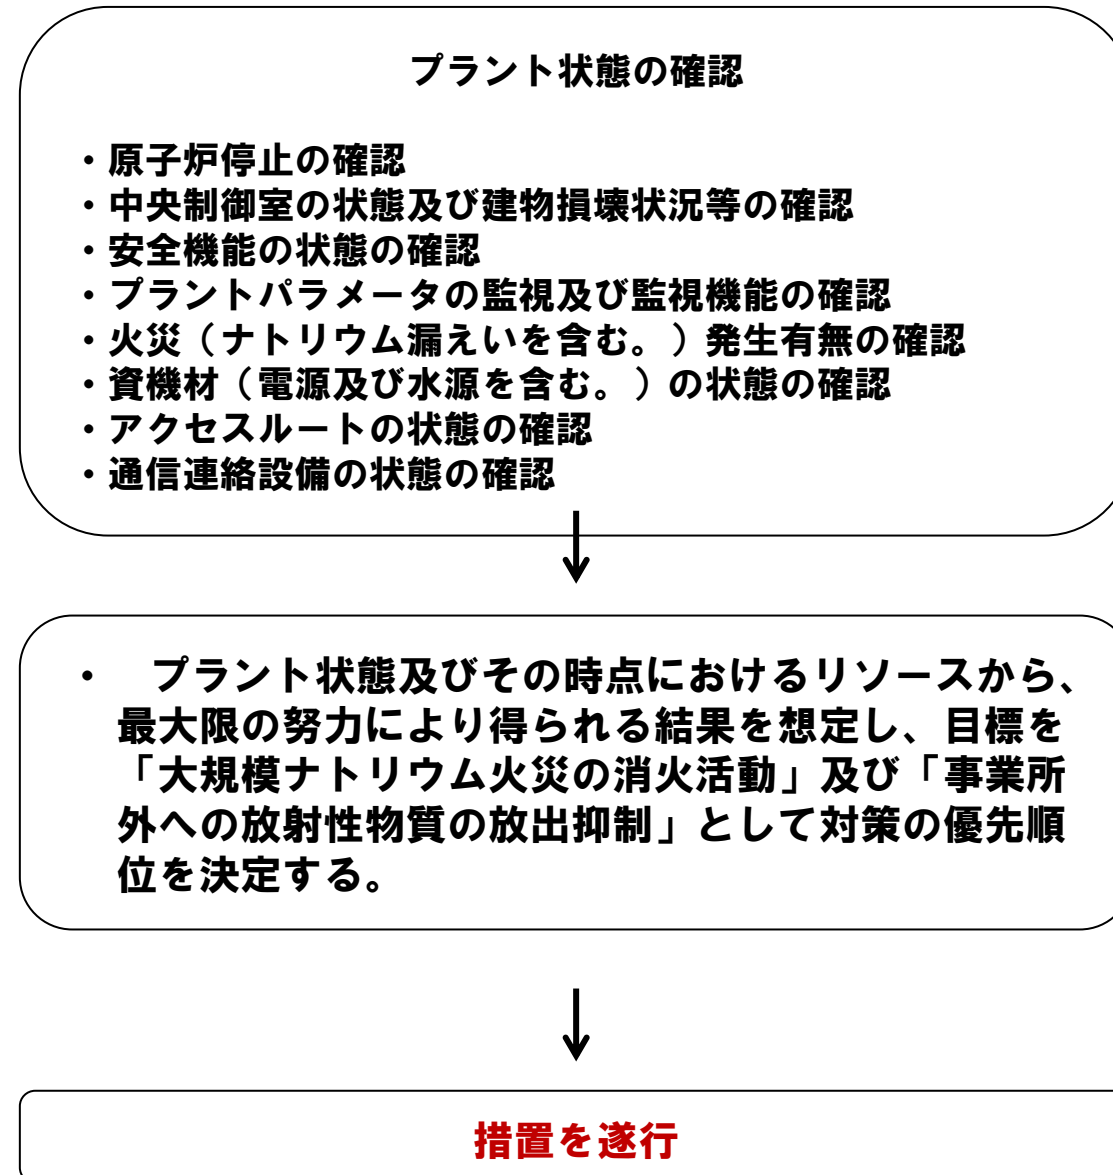 プラント状態の確認
・原子炉停止の確認
・中央制御室の状態及び建物損壊状況等の確認
・安全機能の状態の確認
・プラントパラメータの監視及び監視機能の確認
・火災（ナトリウム漏えいを含む。）発生有無の確認
・資機材（電源及び水源を含む。）の状態の確認
・アクセスルートの状態の確認
・通信連絡設備の状態の確認
・　プラント状態及びその時点におけるリソースから、
最大限の努力により得られる結果を想定し、目標を
「大規模ナトリウム火災の消火活動」及び「事業所
外への放射性物質の放出抑制」として対策の優先順
位を決定する。
措置を遂行